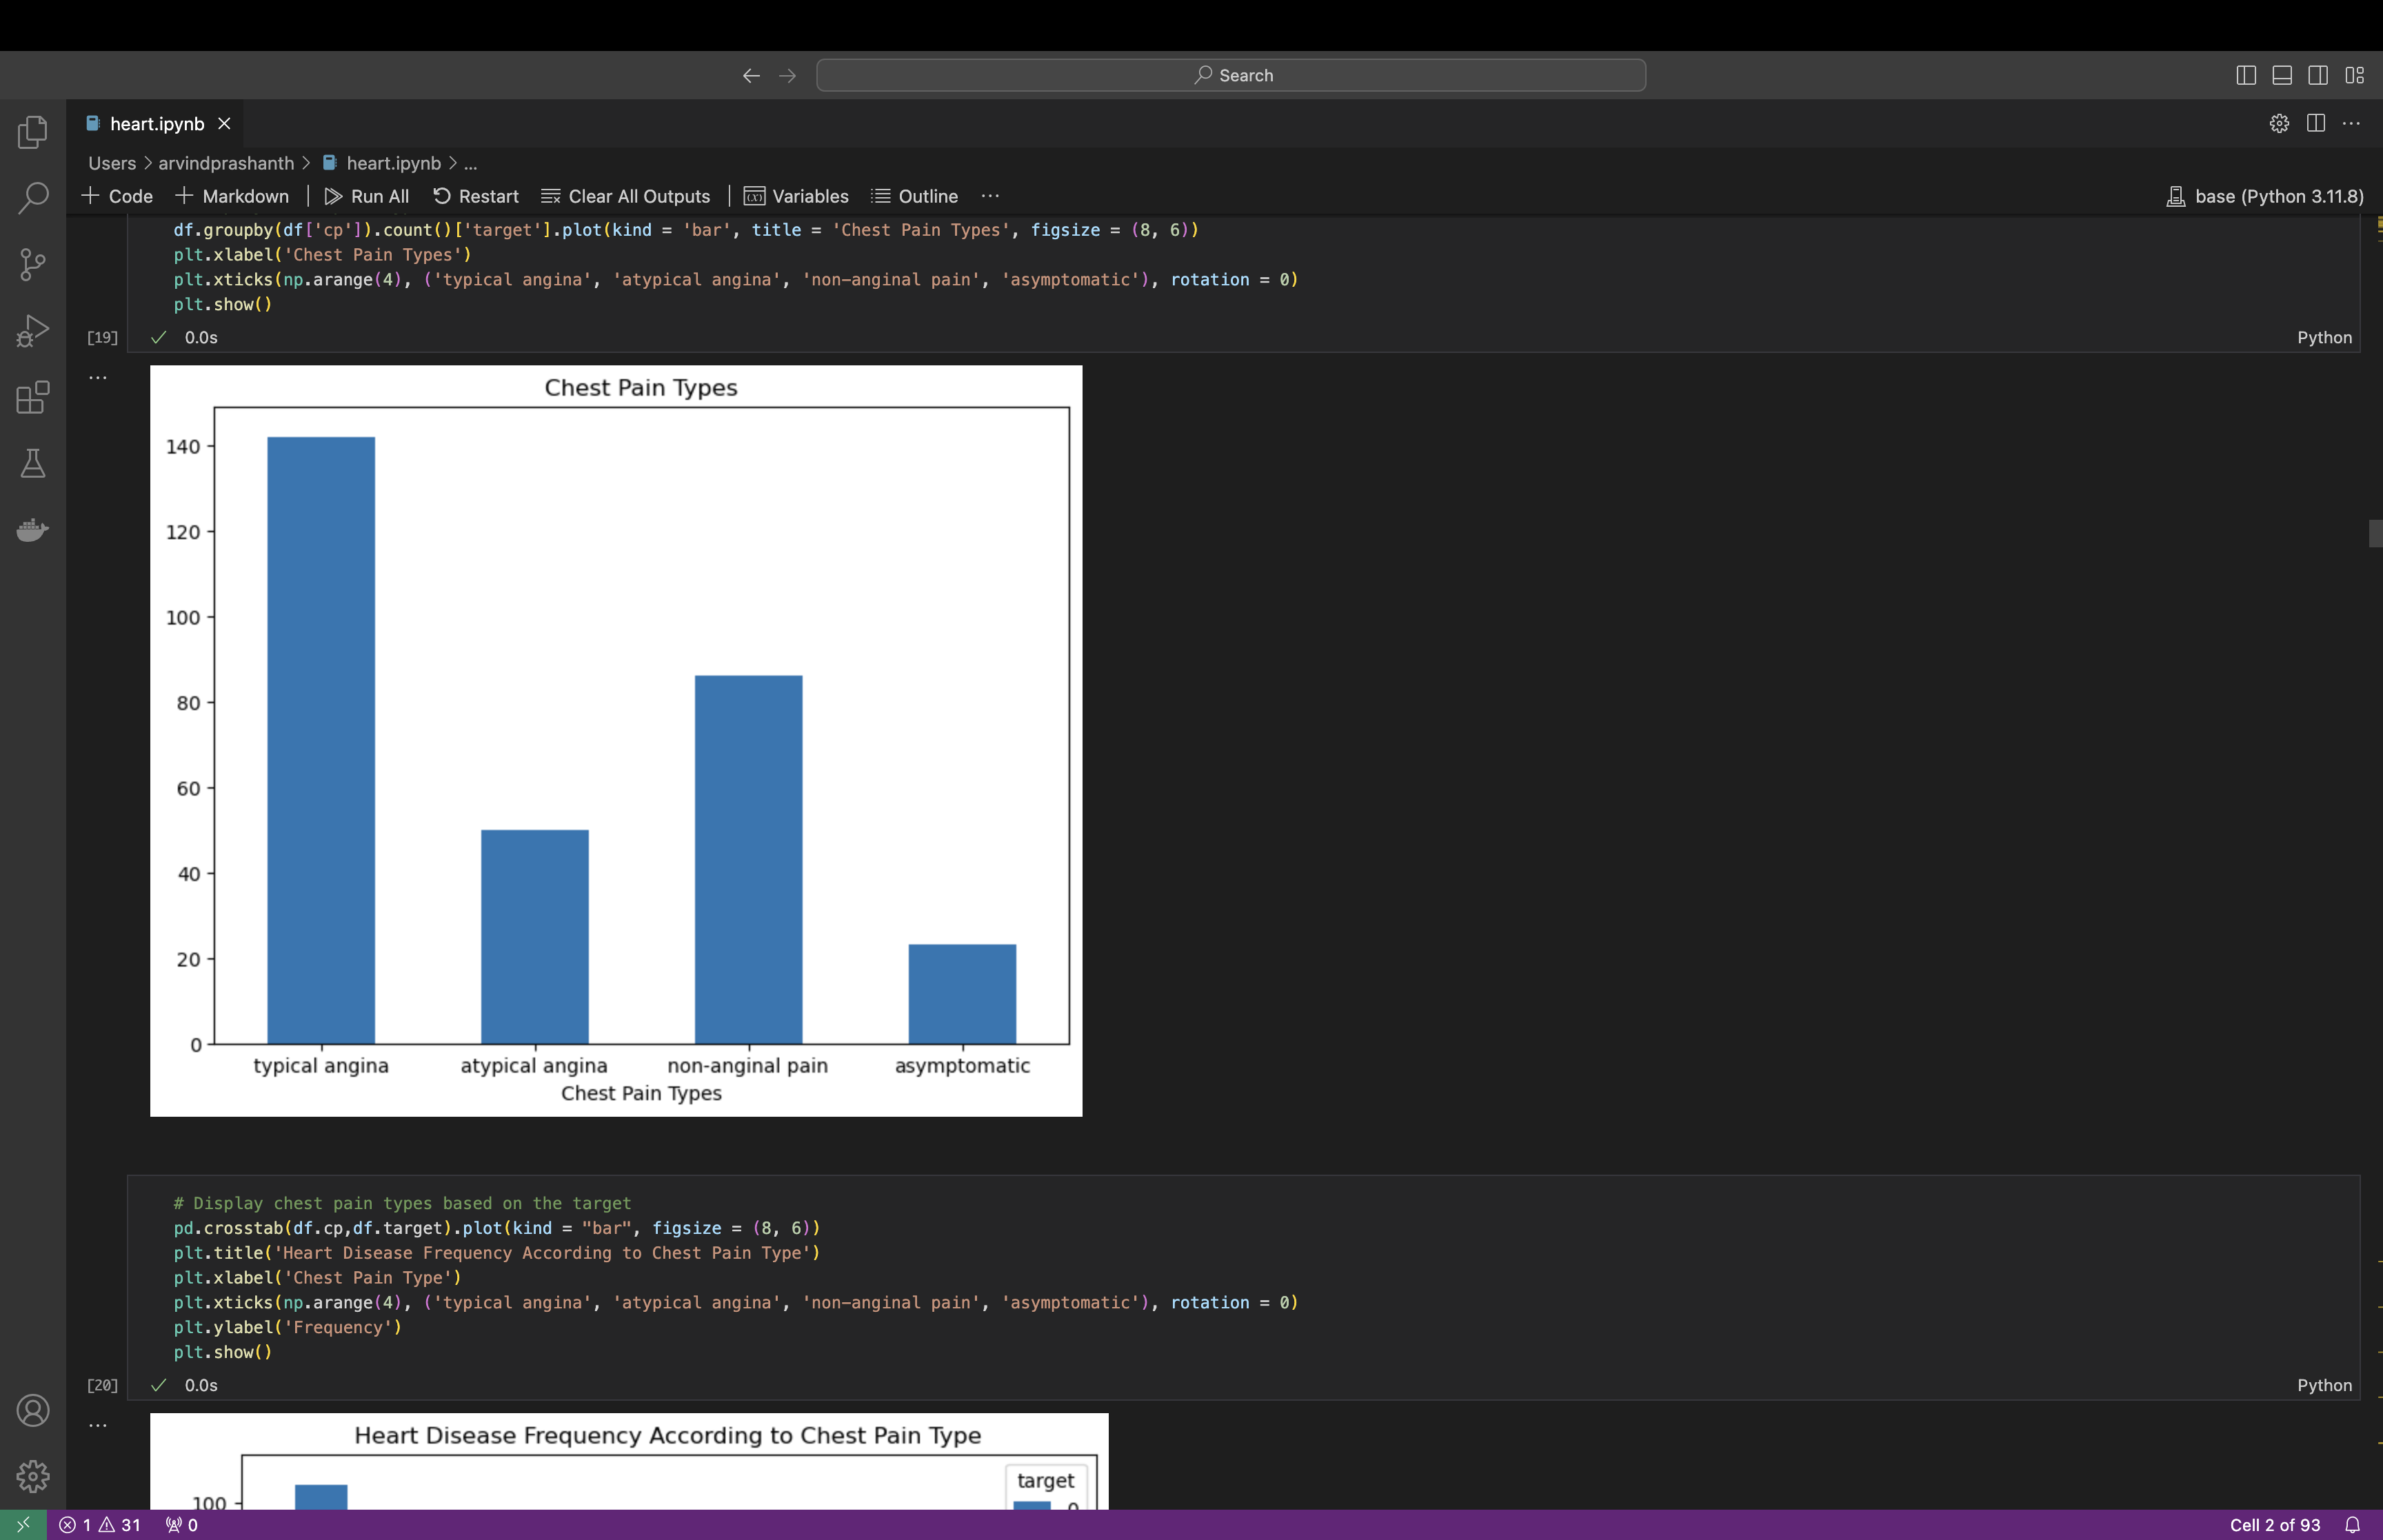 Search
heart.ipynb
Users > arvindprashanth > heart.ipynb > ...
+ Code + Markdown | Run All Restart Clear All Outputs | Variables Outline ... base (Python 3.11.8)
df.groupby(df['cp']).count()['target'].plot(kind = 'bar', title = 'Chest Pain Types', figsize = (8, 6))
plt.xlabel('Chest Pain Types')
plt.xticks(np.arange(4), ('typical angina', 'atypical angina', 'non-anginal pain', 'asymptomatic'), rotation = 0)
plt.show()
[19] 0.0s Python
...
Chest Pain Types
140
120
100
80
60
40
20
0
typical angina atypical angina non-anginal pain asymptomatic
Chest Pain Types
# Display chest pain types based on the target
pd.crosstab(df.cp,df.target).plot(kind = "bar", figsize = (8, 6))
plt.title('Heart Disease Frequency According to Chest Pain Type')
plt.xlabel('Chest Pain Type')
plt.xticks(np.arange(4), ('typical angina', 'atypical angina', 'non-anginal pain', 'asymptomatic'), rotation = 0)
plt.ylabel('Frequency')
plt.show()
[20] 0.0s Python
...
Heart Disease Frequency According to Chest Pain Type
target
100
0
1 31 0 Cell 2 of 93